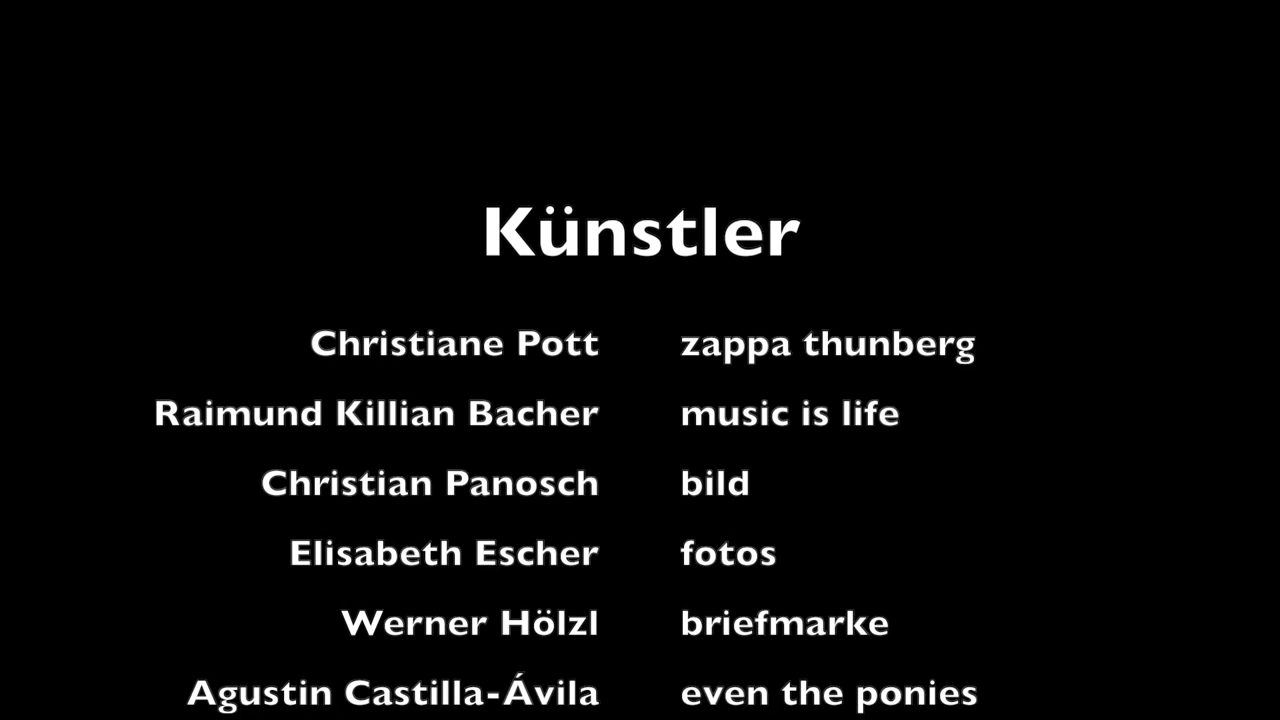 Künstler
Christiane Pott zappa thunberg
Raimund Killian Bacher music is life
Christian Panosch bild
Elisabeth Escher fotos
Werner Hölzl briefmarke
Agustin Castilla-Ávila even the ponies